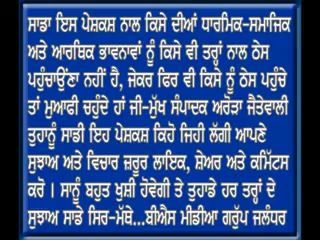 ਸਾਡਾ ਇਸ ਪੇਸ਼ਕਸ਼ ਨਾਲ ਕਿਸੇ ਦੀਆਂ ਧਾਰਮਿਕ-ਸਮਾਜਿਕ
ਅਤੇ ਆਰਥਿਕ ਭਾਵਨਾਵਾਂ ਨੂੰ ਕਿਸੇ ਵੀ ਤਰ੍ਹਾਂ ਨਾਲ ਠੇਸ
ਪਹੁੰਚਾਉਂਣਾ ਨਹੀਂ ਹੈ, ਜੇਕਰ ਫਿਰ ਵੀ ਕਿਸੇ ਨੂੰ ਠੇਸ ਪਹੁੰਚੇ
ਤਾਂ ਮੁਆਫੀ ਚਹੁੰਦੇ ਹਾਂ ਜੀ-ਮੁੱਖ ਸੰਪਾਦਕ ਅਰੋੜਾ ਜੈਤੇਵਾਲੀ
ਤੁਹਾਨੂੰ ਸਾਡੀ ਇਹ ਪੇਸ਼ਕਸ਼ ਕਿਹੋ ਜਿਹੀ ਲੱਗੀ ਆਪਣੇ
ਸੁਝਾਅ ਅਤੇ ਵਿਚਾਰ ਜ਼ਰੂਰ ਲਾਇਕ, ਸ਼ੇਅਰ ਅਤੇ ਕਮਿੱਟਸ
ਕਰੋ । ਸਾਨੂੰ ਬਹੁਤ ਖੁਸ਼ੀ ਹੋਵੇਗੀ ਤੇ ਤੁਹਾਡੇ ਹਰ ਤਰ੍ਹਾਂ ਦੇ
ਸੁਝਾਅ ਸਾਡੇ ਸਿਰ-ਮੱਥੇ...ਬੀਐਸ ਮੀਡੀਆ ਗਰੁੱਪ ਜਲੰਧਰ